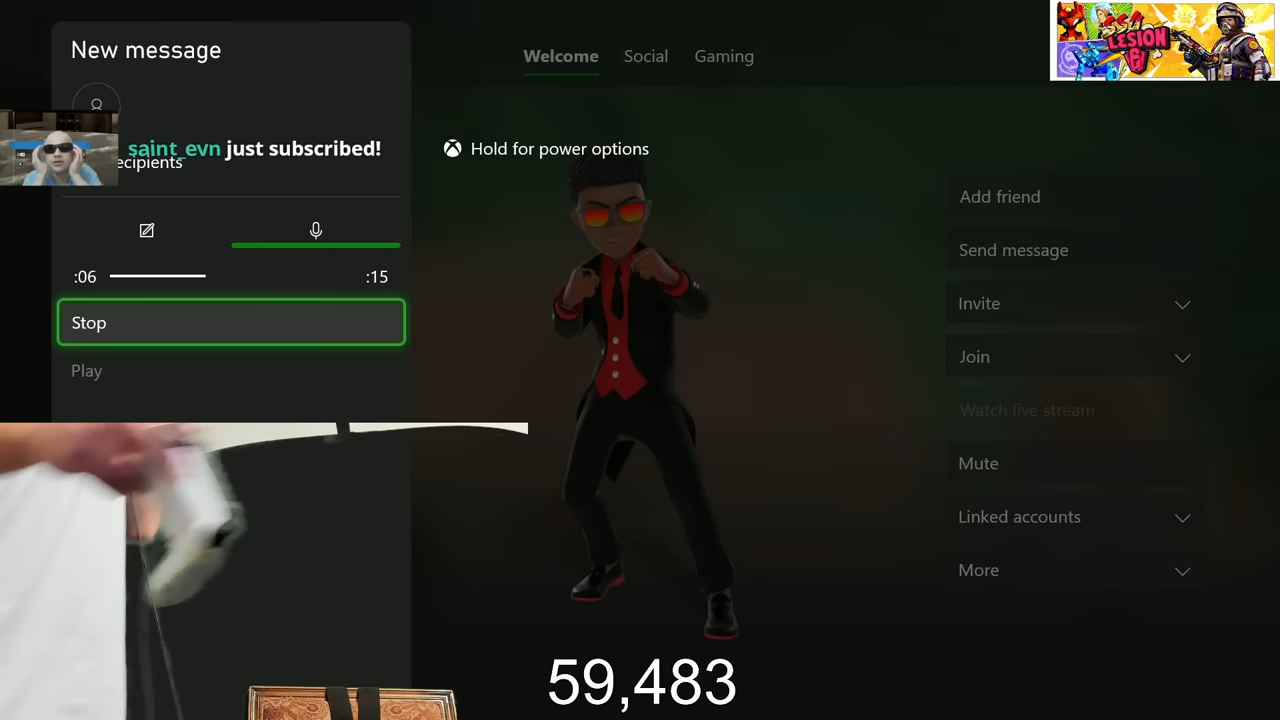 New message
Welcome
Social
Gaming
SSA
LESION
saint_evn just subscribed!
ecipients
Hold for power options
:06
:15
Stop
Play
Add friend
Send message
Invite
Join
Watch live stream
Mute
Linked accounts
More
59,483